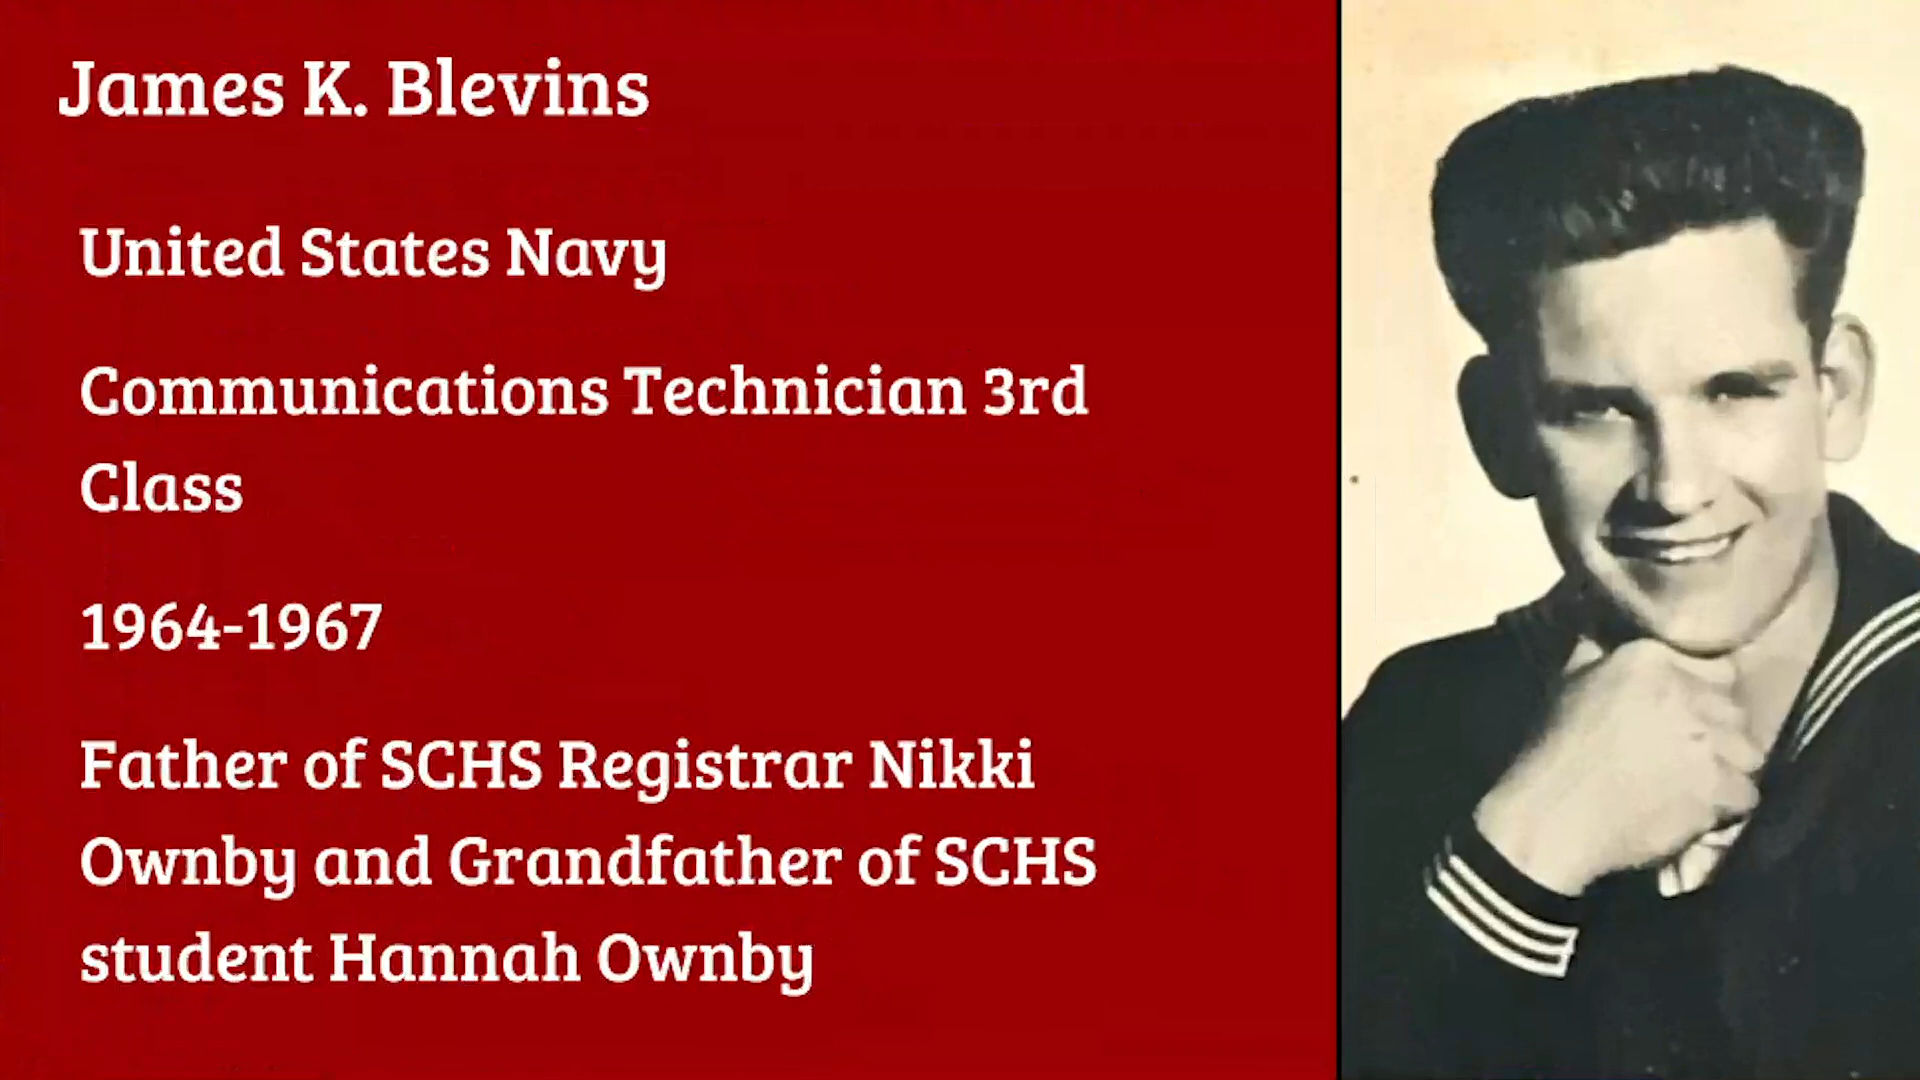 James K. Blevins
United States Navy
Communications Technician 3rd
Class
1964-1967
Father of SCHS Registrar Nikki
Ownby and Grandfather of SCHS
student Hannah Ownby